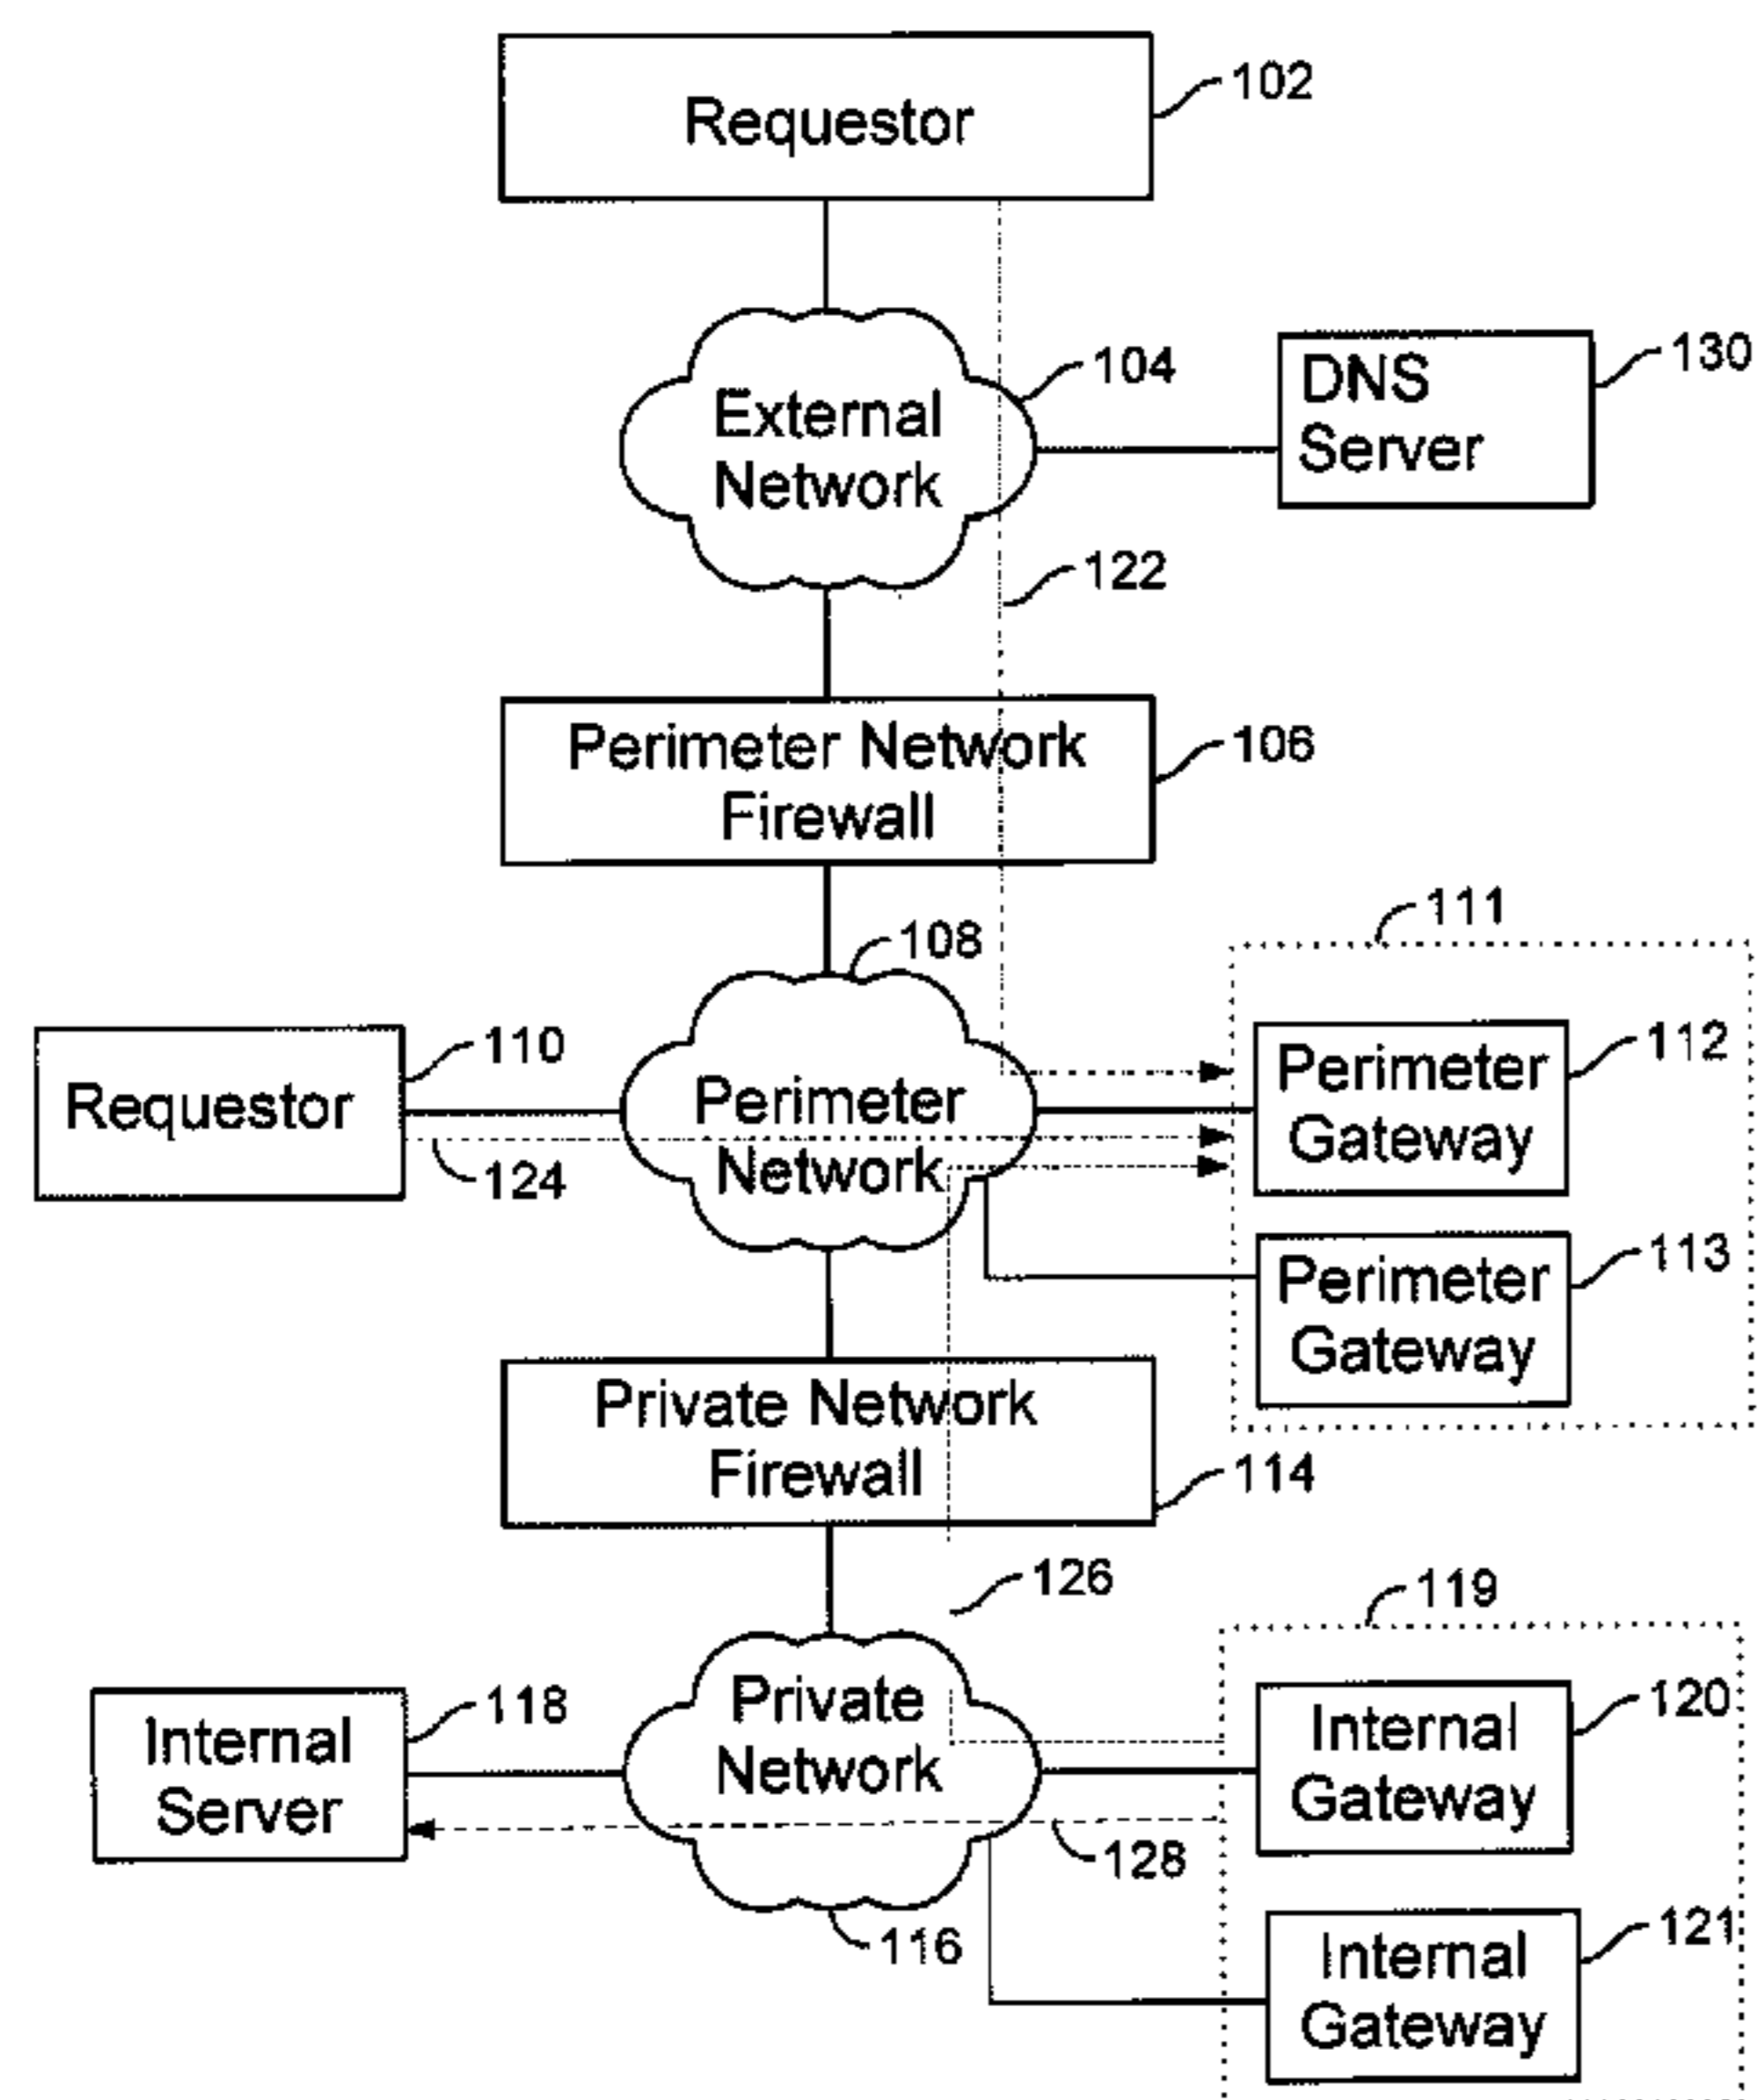 Requestor
102
External
Network
104
DNS
Server
130
122
Perimeter Network
Firewall
106
111
108
Requestor
110
Perimeter
Network
Perimeter
Gateway
112
124
Perimeter
Gateway
113
Private Network
Firewall
114
126
119
Internal
Server
118
Private
Network
Internal
Gateway
120
128
116
Internal
Gateway
121